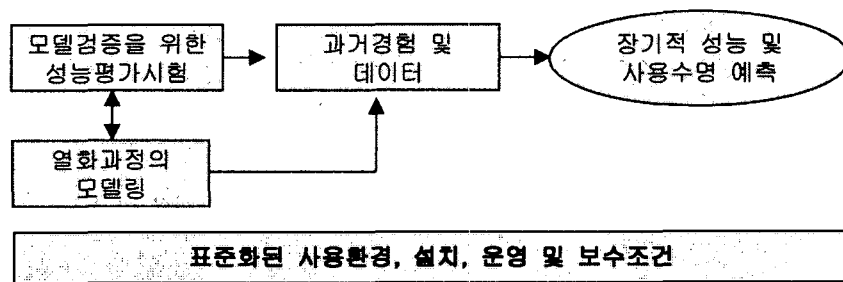 모델검증을 위한
성능평가시험
과거경험 및
데이터
장기적 성능 및
사용수명 예측
열화과정의
모델링
표준화된 사용환경, 설치, 운영 및 보수조건